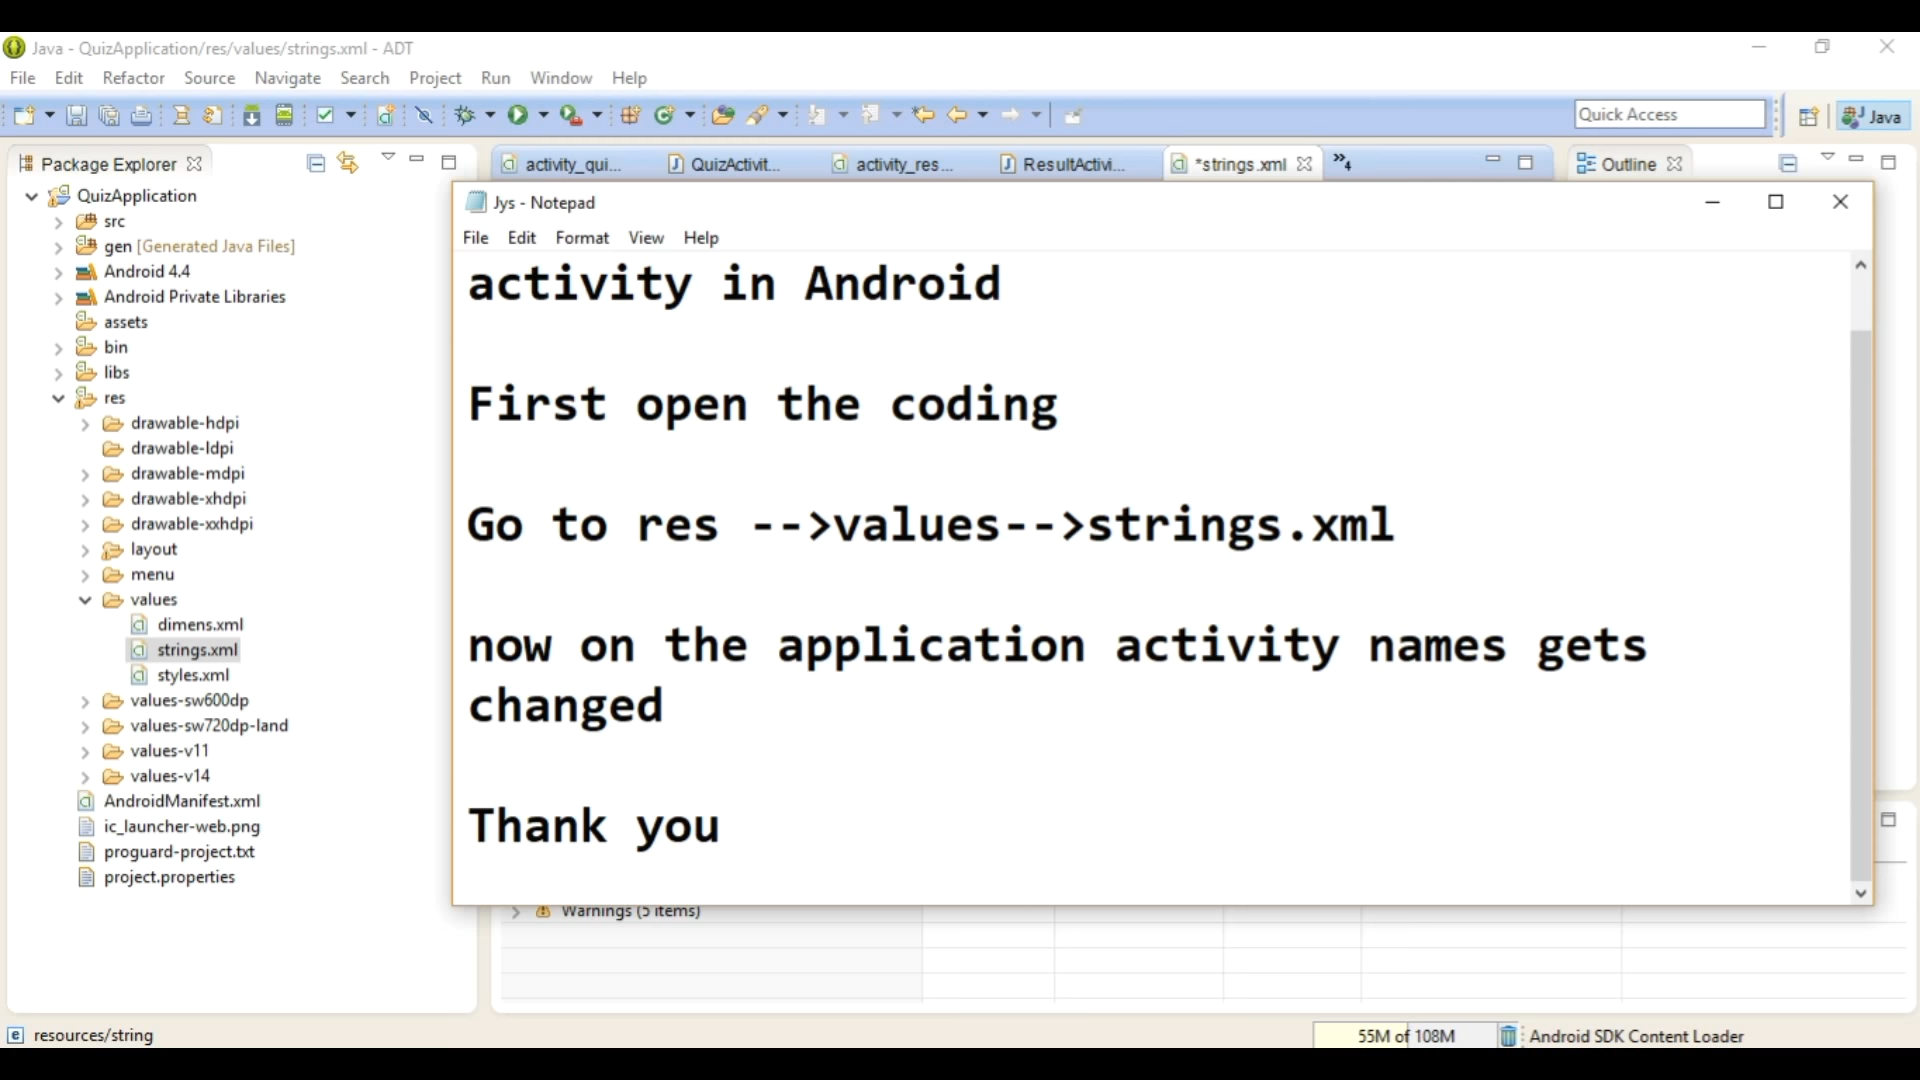 Java - QuizApplication/res/values/strings.xml - ADT
File Edit Refactor Source Navigate Search Project Run Window Help
Quick Access
Java
Package Explorer
activity_qui...
QuizActivit...
activity_res...
ResultActivi...
*strings.xml
»4
Outline
QuizApplication
src
gen [Generated Java Files]
Android 4.4
Android Private Libraries
assets
bin
libs
res
drawable-hdpi
drawable-ldpi
drawable-mdpi
drawable-xhdpi
drawable-xxhdpi
layout
menu
values
dimens.xml
strings.xml
styles.xml
values-sw600dp
values-sw720dp-land
values-v11
values-v14
AndroidManifest.xml
ic_launcher-web.png
proguard-project.txt
project.properties
Jys - Notepad
File Edit Format View Help
activity in Android
First open the coding
Go to res -->values-->strings.xml
now on the application activity names gets
changed
Thank you
Warnings (5 items)
resources/string
55M of 108M
Android SDK Content Loader